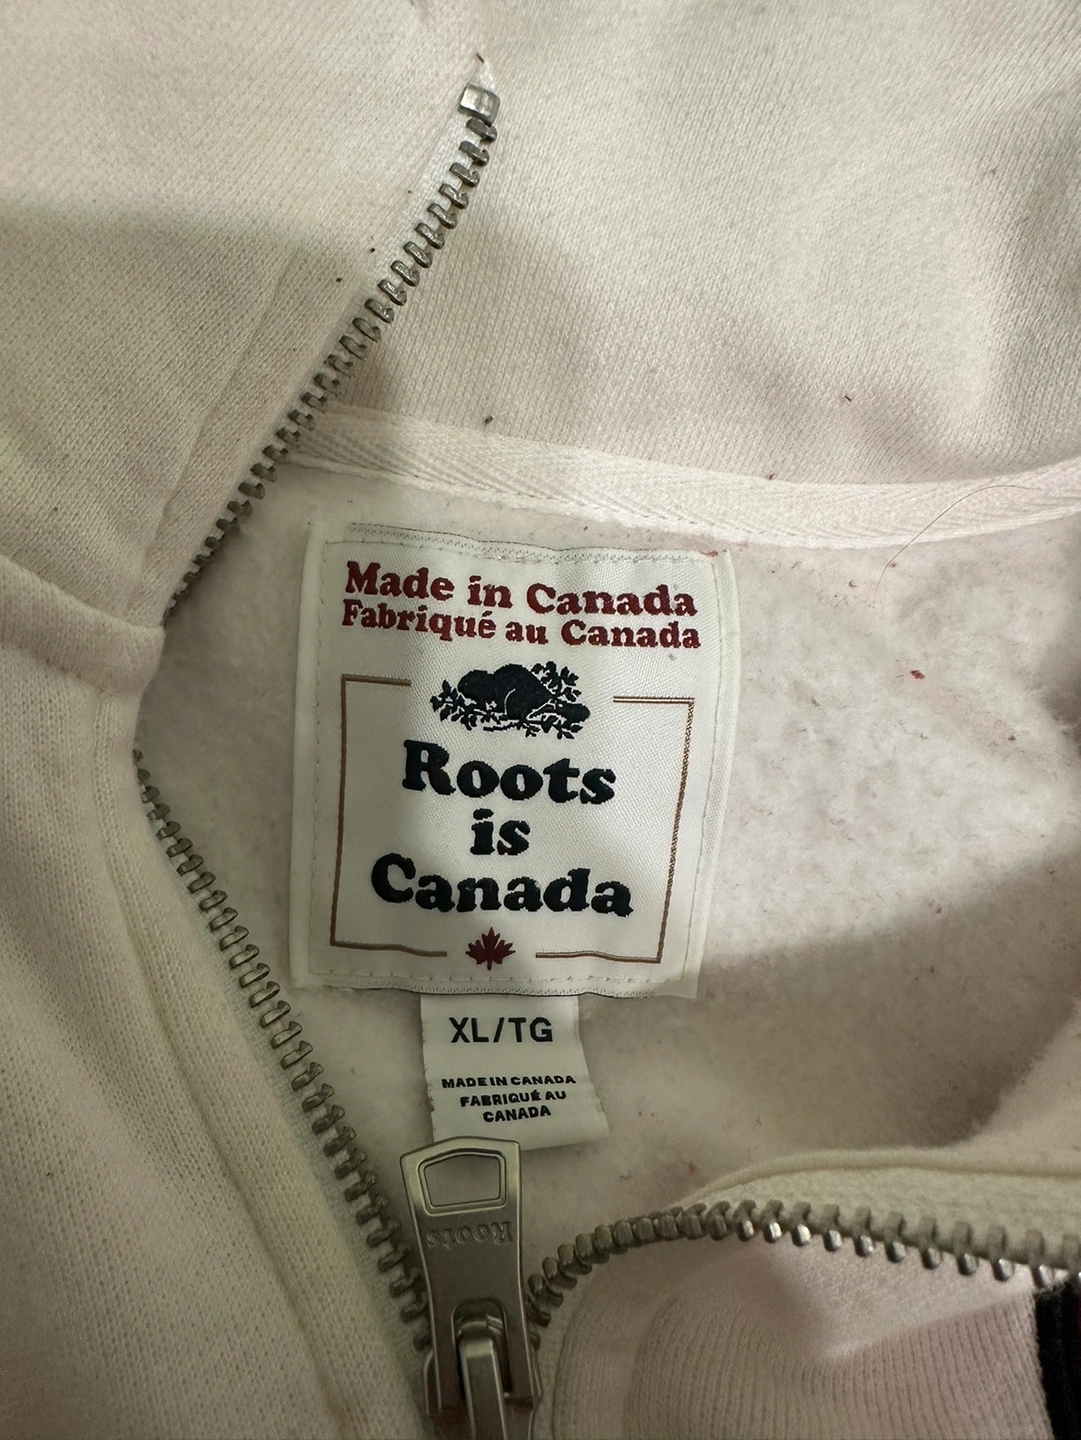 Made in Canada
Fabriqué au Canada
Roots
is
Canada
XL/TG
MADE IN CANADA
FABRIQUÉ AU
CANADA
Roots